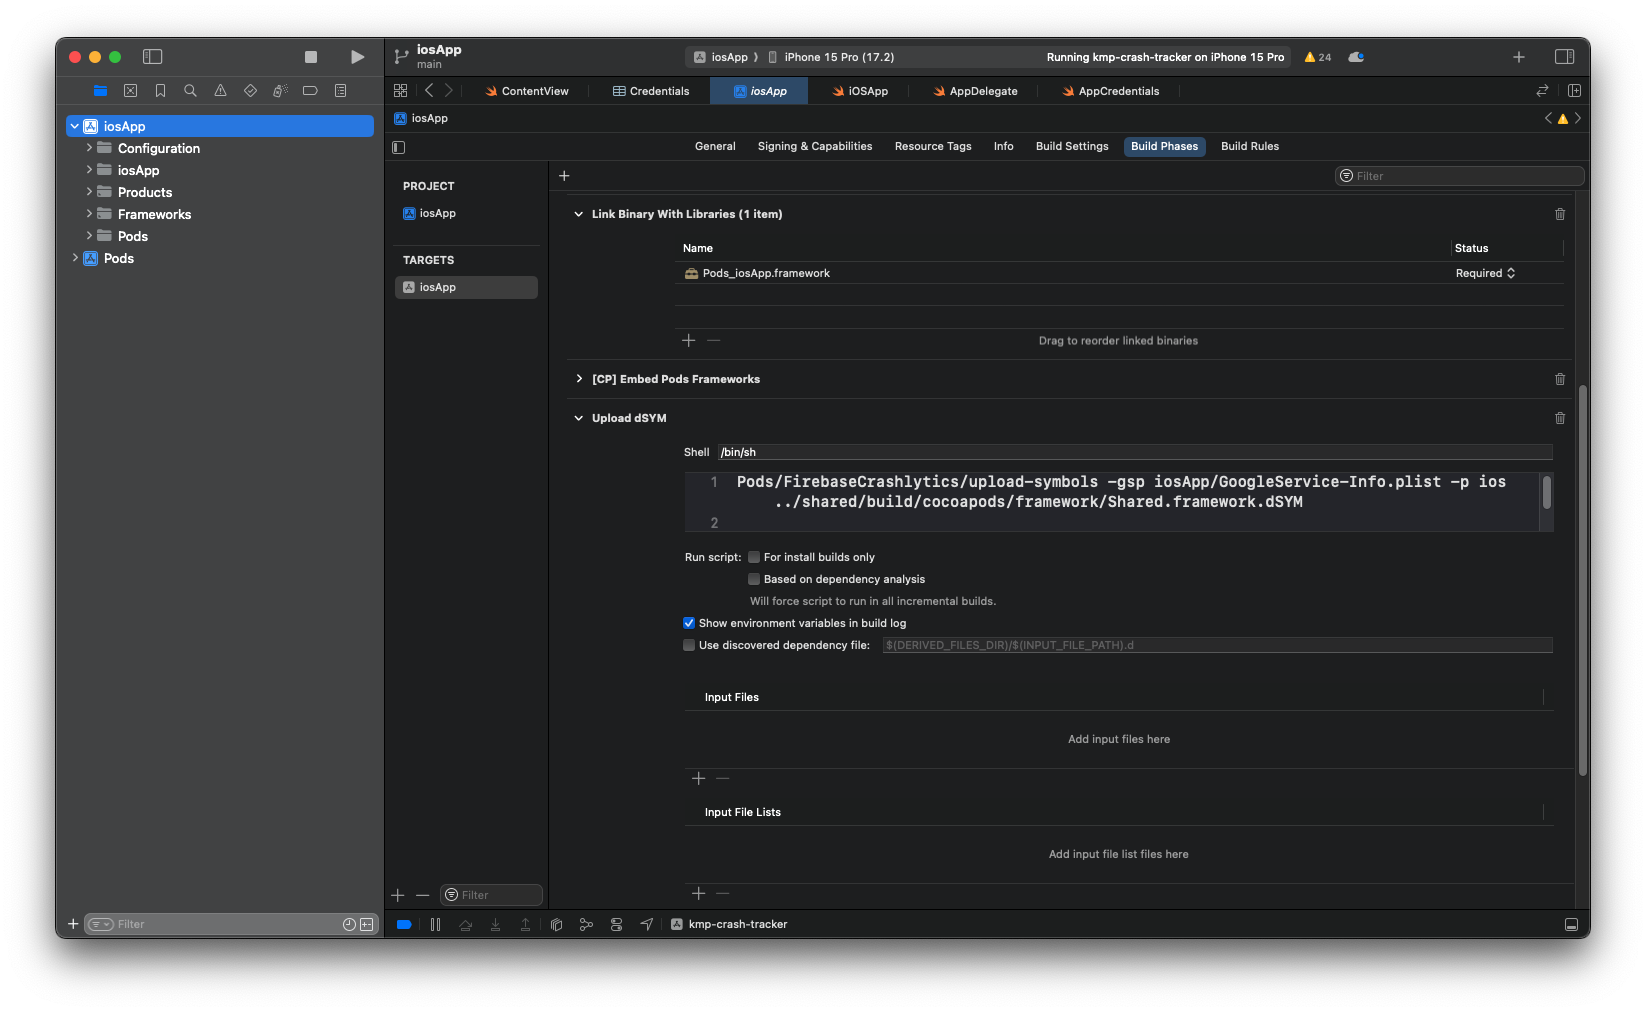 iosApp
main
iosApp
iPhone 15 Pro (17.2)
Running kmp-crash-tracker on iPhone 15 Pro
24
ContentView
Credentials
iosApp
iOSApp
AppDelegate
AppCredentials
iosApp
Configuration
iosApp
Products
Frameworks
Pods
Pods
iosApp
General
Signing & Capabilities
Resource Tags
Info
Build Settings
Build Phases
Build Rules
PROJECT
iosApp
TARGETS
iosApp
Filter
Link Binary With Libraries (1 item)
Name
Status
Pods_iosApp.framework
Required
Drag to reorder linked binaries
[CP] Embed Pods Frameworks
Upload dSYM
Shell
/bin/sh
1
Pods/FirebaseCrashlytics/upload-symbols -gsp iosApp/GoogleService-Info.plist -p ios
../shared/build/cocoapods/framework/Shared.framework.dSYM
2
Run script:
For install builds only
Based on dependency analysis
Will force script to run in all incremental builds.
Show environment variables in build log
Use discovered dependency file:
$(DERIVED_FILES_DIR)/$(INPUT_FILE_PATH).d
Input Files
Add input files here
Input File Lists
Add input file list files here
Filter
Filter
kmp-crash-tracker